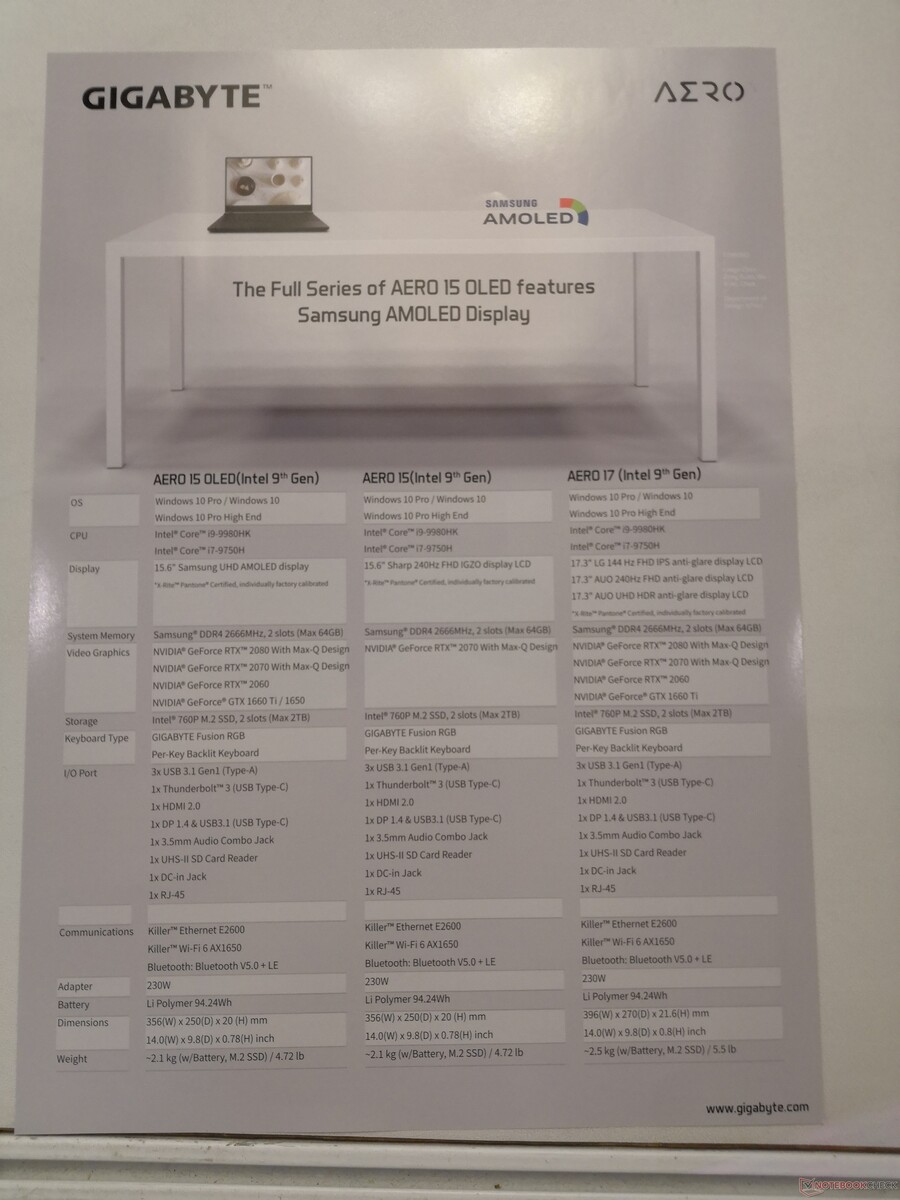 GIGABYTE™
AERO
SAMSUNG
AMOLED
The Full Series of AERO 15 OLED features
Samsung AMOLED Display
AERO 15 OLED(Intel 9th Gen) AERO 15(Intel 9th Gen) AERO 17 (Intel 9th Gen)
OS Windows 10 Pro / Windows 10 Windows 10 Pro / Windows 10 Windows 10 Pro / Windows 10
Windows 10 Pro High End Windows 10 Pro High End Windows 10 Pro High End
CPU Intel® Core™ i9-9980HK Intel® Core™ i9-9980HK Intel® Core™ i9-9980HK
Intel® Core™ i7-9750H Intel® Core™ i7-9750H Intel® Core™ i7-9750H
Display 15.6" Samsung UHD AMOLED display 15.6" Sharp 240Hz FHD IGZO display LCD 17.3" LG 144 Hz FHD IPS anti-glare display LCD
*X-Rite™ Pantone® Certified, individually factory calibrated *X-Rite™ Pantone® Certified, individually factory calibrated 17.3" AUO 240Hz FHD anti-glare display LCD
17.3" AUO UHD HDR anti-glare display LCD
*X-Rite™ Pantone® Certified, individually factory calibrated
System Memory Samsung® DDR4 2666MHz, 2 slots (Max 64GB) Samsung® DDR4 2666MHz, 2 slots (Max 64GB) Samsung® DDR4 2666MHz, 2 slots (Max 64GB)
Video Graphics NVIDIA® GeForce RTX™ 2080 With Max-Q Design NVIDIA® GeForce RTX™ 2070 With Max-Q Design NVIDIA® GeForce RTX™ 2080 With Max-Q Design
NVIDIA® GeForce RTX™ 2070 With Max-Q Design NVIDIA® GeForce RTX™ 2070 With Max-Q Design
NVIDIA® GeForce RTX™ 2060 NVIDIA® GeForce RTX™ 2060
NVIDIA® GeForce® GTX 1660 Ti / 1650 NVIDIA® GeForce® GTX 1660 Ti
Storage Intel® 760P M.2 SSD, 2 slots (Max 2TB) Intel® 760P M.2 SSD, 2 slots (Max 2TB) Intel® 760P M.2 SSD, 2 slots (Max 2TB)
Keyboard Type GIGABYTE Fusion RGB GIGABYTE Fusion RGB GIGABYTE Fusion RGB
Per-Key Backlit Keyboard Per-Key Backlit Keyboard Per-Key Backlit Keyboard
I/O Port 3x USB 3.1 Gen1 (Type-A) 3x USB 3.1 Gen1 (Type-A) 3x USB 3.1 Gen1 (Type-A)
1x Thunderbolt™ 3 (USB Type-C) 1x Thunderbolt™ 3 (USB Type-C) 1x Thunderbolt™ 3 (USB Type-C)
1x HDMI 2.0 1x HDMI 2.0 1x HDMI 2.0
1x DP 1.4 & USB3.1 (USB Type-C) 1x DP 1.4 & USB3.1 (USB Type-C) 1x DP 1.4 & USB3.1 (USB Type-C)
1x 3.5mm Audio Combo Jack 1x 3.5mm Audio Combo Jack 1x 3.5mm Audio Combo Jack
1x UHS-II SD Card Reader 1x UHS-II SD Card Reader 1x UHS-II SD Card Reader
1x DC-in Jack 1x DC-in Jack 1x DC-in Jack
1x RJ-45 1x RJ-45 1x RJ-45
Communications Killer™ Ethernet E2600 Killer™ Ethernet E2600 Killer™ Ethernet E2600
Killer™ Wi-Fi 6 AX1650 Killer™ Wi-Fi 6 AX1650 Killer™ Wi-Fi 6 AX1650
Bluetooth: Bluetooth V5.0 + LE Bluetooth: Bluetooth V5.0 + LE Bluetooth: Bluetooth V5.0 + LE
Adapter 230W 230W 230W
Battery Li Polymer 94.24Wh Li Polymer 94.24Wh Li Polymer 94.24Wh
Dimensions 356(W) x 250(D) x 20 (H) mm 356(W) x 250(D) x 20 (H) mm 396(W) x 270(D) x 21.6(H) mm
14.0(W) x 9.8(D) x 0.78(H) inch 14.0(W) x 9.8(D) x 0.78(H) inch 14.0(W) x 9.8(D) x 0.8(H) inch
Weight ~2.1 kg (w/Battery, M.2 SSD) / 4.72 lb ~2.1 kg (w/Battery, M.2 SSD) / 4.72 lb ~2.5 kg (w/Battery, M.2 SSD) / 5.5 lb
www.gigabyte.com
NOTEBOOKCHECK